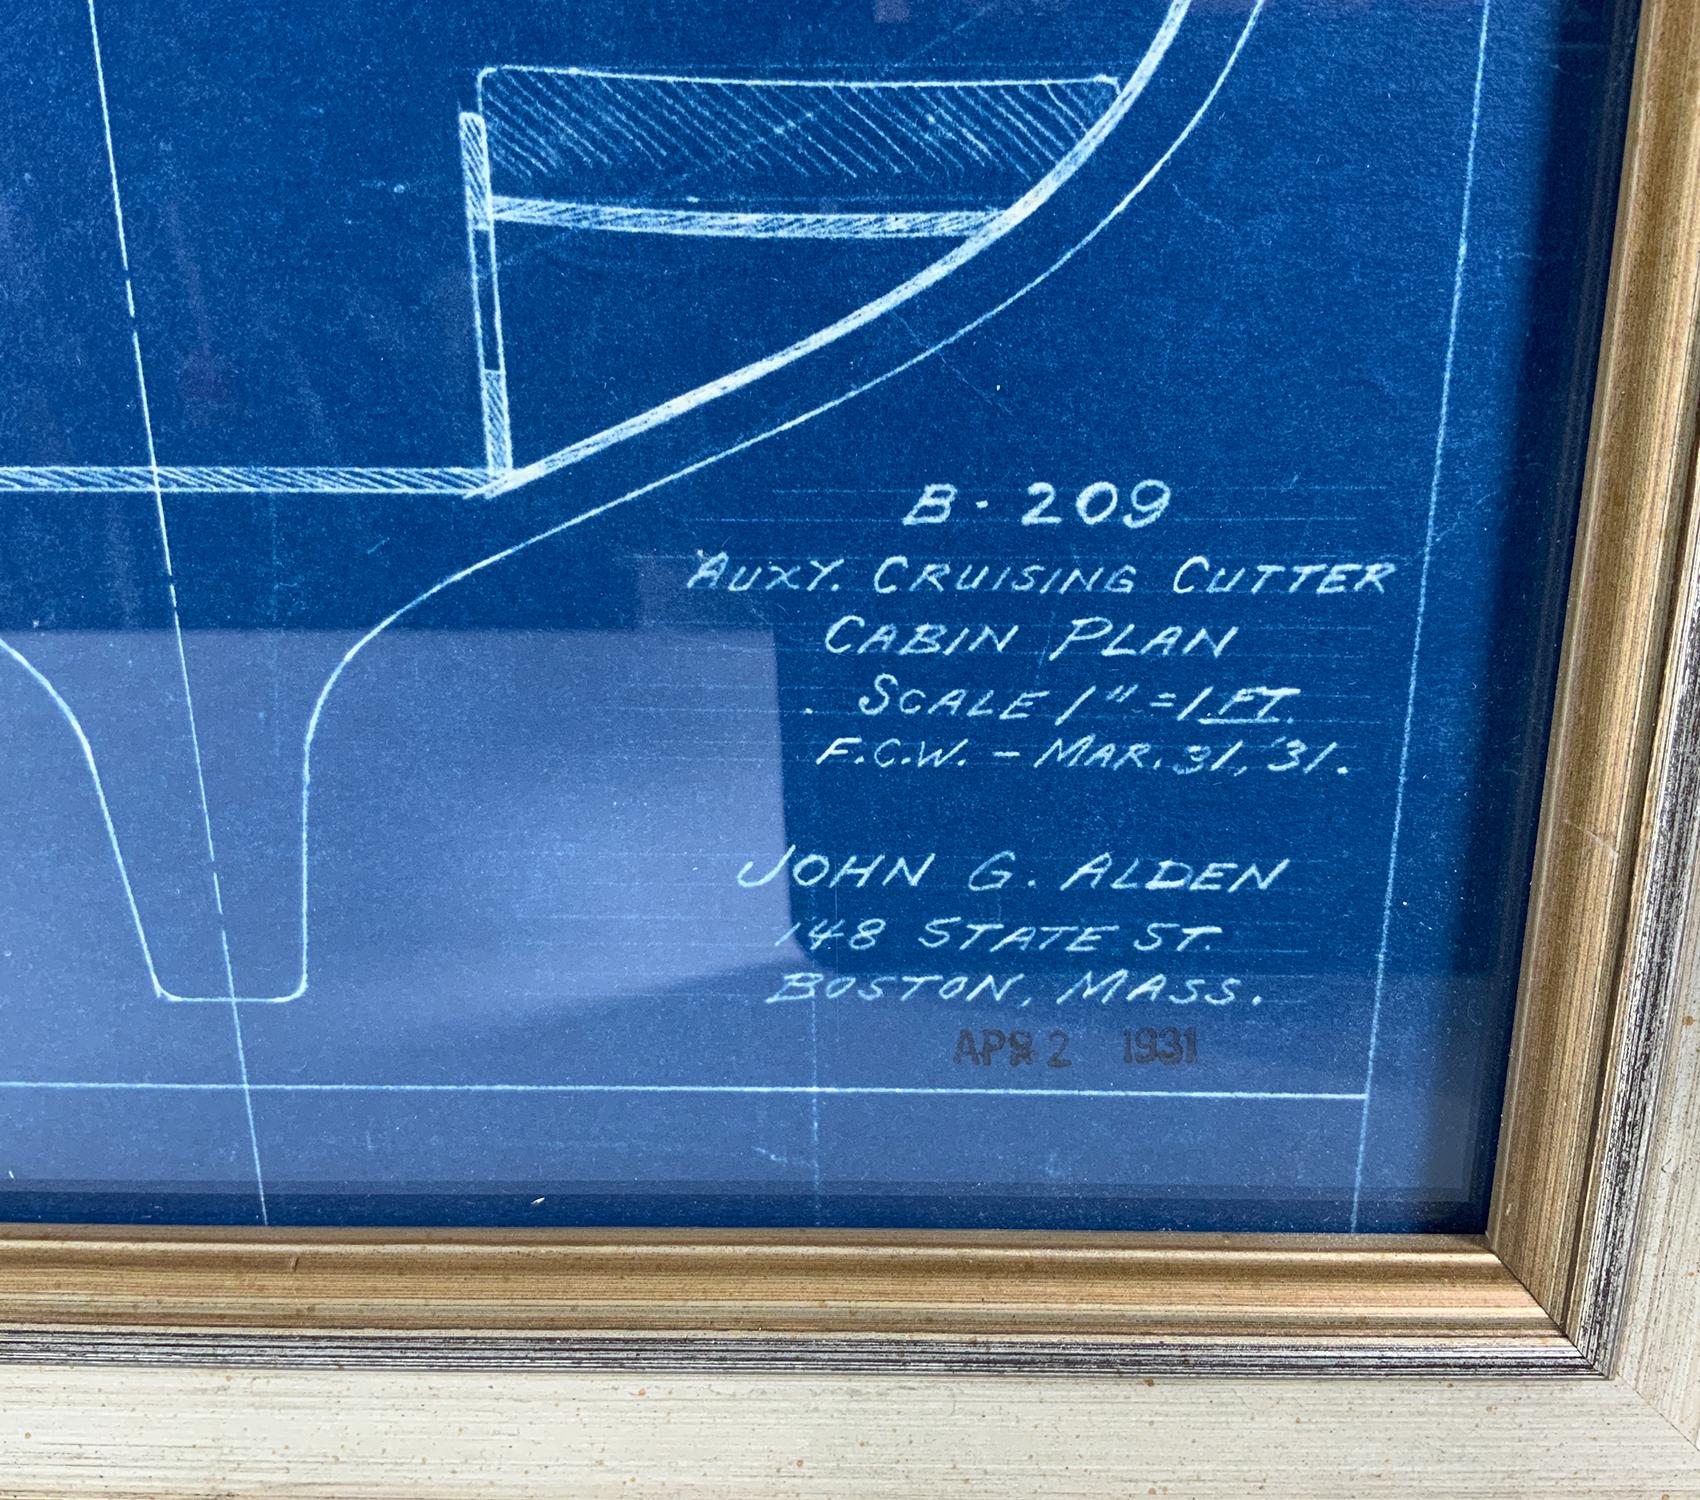 B-209
AUXY. CRUISING CUTTER
CABIN PLAN
SCALE 1" = 1 FT.
F.C.W. - MAR. 31, '31.
JOHN G. ALDEN
148 STATE ST.
BOSTON, MASS.
APR 2 1931